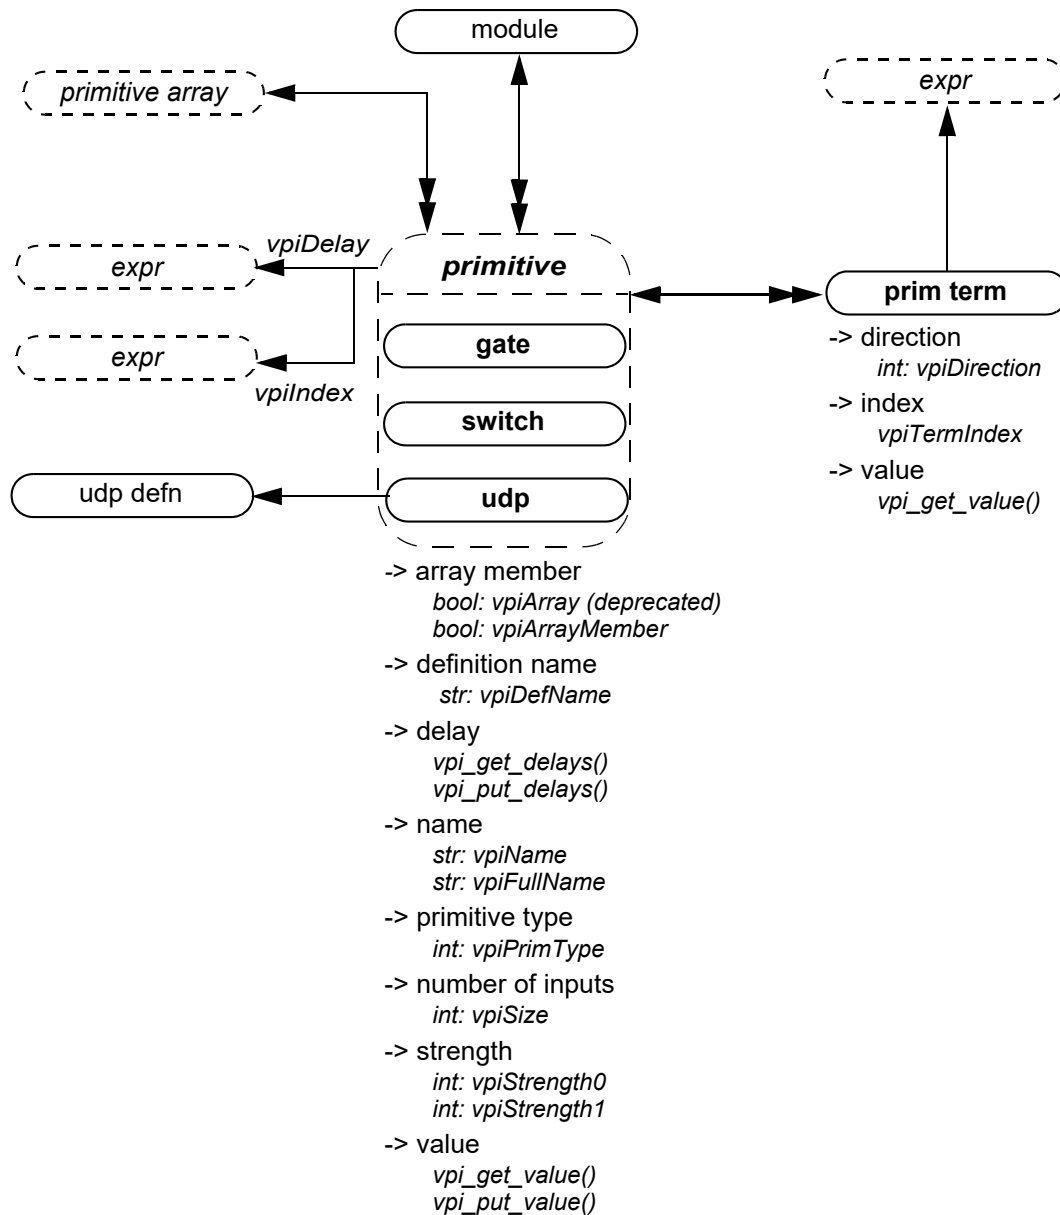 module
primitive array
expr
vpiDelay
expr
primitive
expr
vpiIndex
gate
switch
udp defn
udp
prim term
-> direction
int: vpiDirection
-> index
vpiTermIndex
-> value
vpi_get_value()
-> array member
bool: vpiArray (deprecated)
bool: vpiArrayMember
-> definition name
str: vpiDefName
-> delay
vpi_get_delays()
vpi_put_delays()
-> name
str: vpiName
str: vpiFullName
-> primitive type
int: vpiPrimType
-> number of inputs
int: vpiSize
-> strength
int: vpiStrength0
int: vpiStrength1
-> value
vpi_get_value()
vpi_put_value()